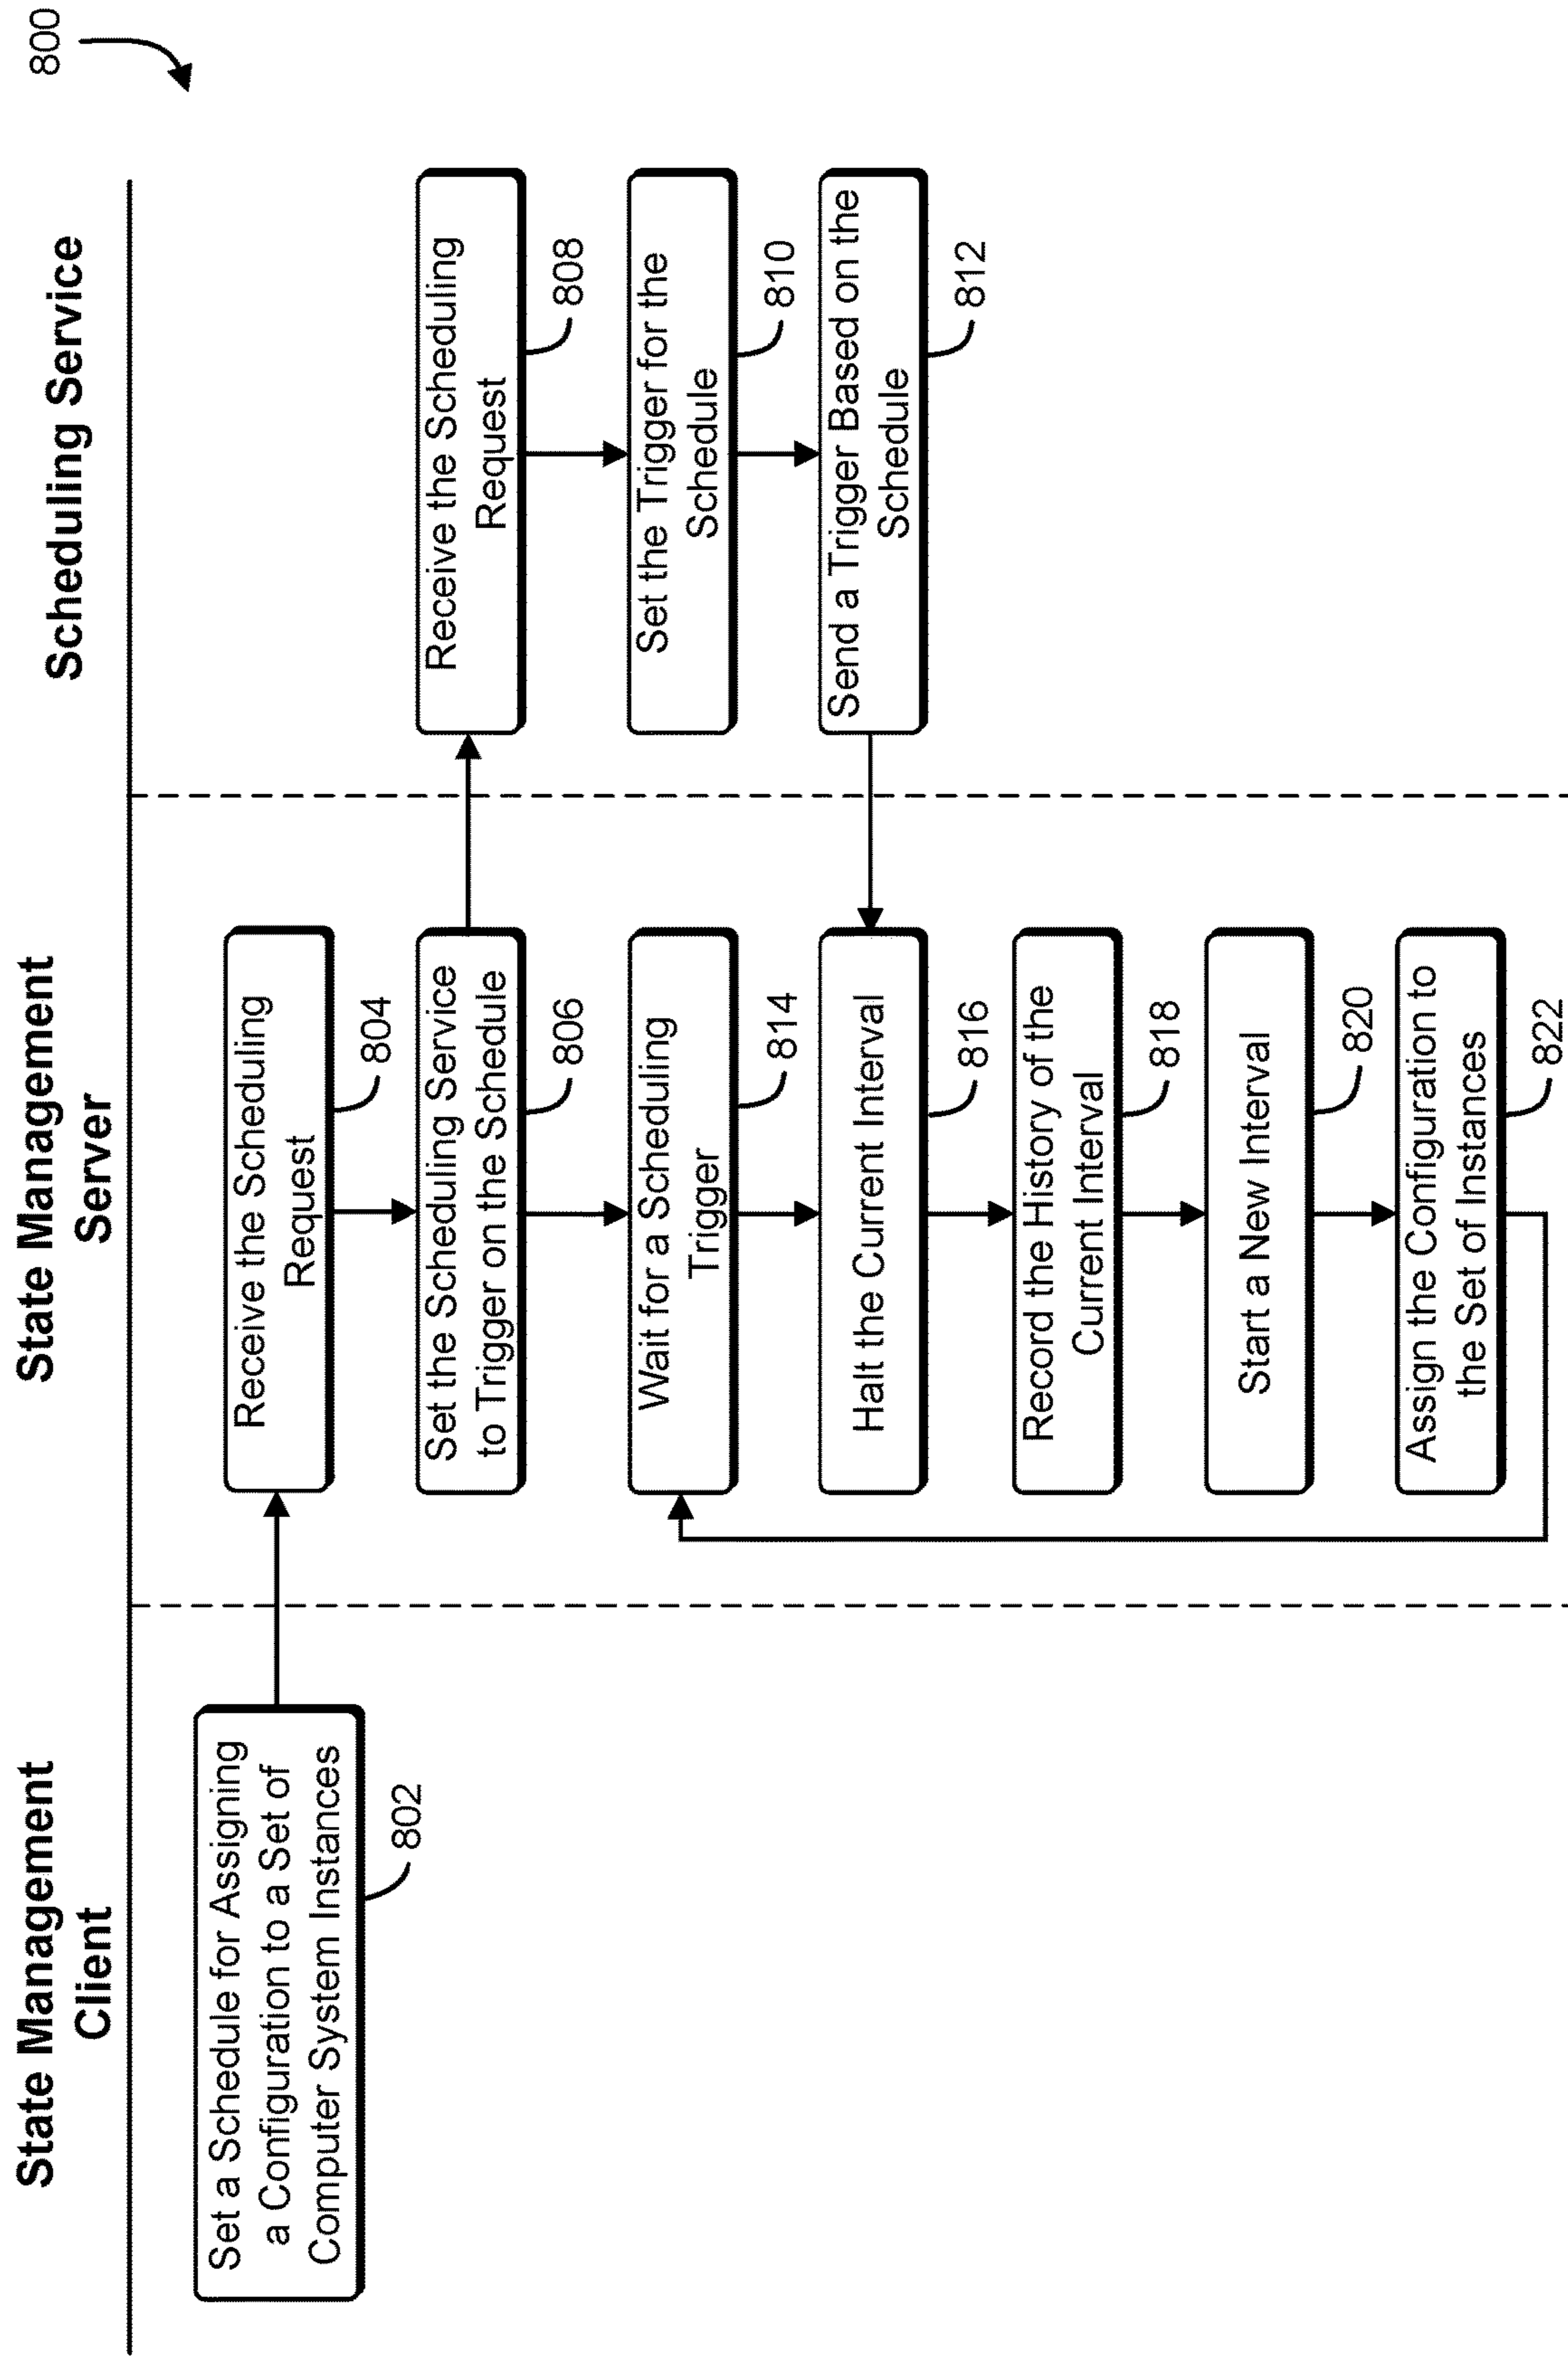 800
State Management
Client
State Management
Server
Scheduling Service
Set a Schedule for Assigning
a Configuration to a Set of
Computer System Instances
802
Receive the Scheduling
Request
804
Set the Scheduling Service
to Trigger on the Schedule
806
Receive the Scheduling
Request
808
Set the Trigger for the
Schedule
810
Send a Trigger Based on the
Schedule
812
Wait for a Scheduling
Trigger
814
Halt the Current Interval
816
Record the History of the
Current Interval
818
Start a New Interval
820
Assign the Configuration to
the Set of Instances
822